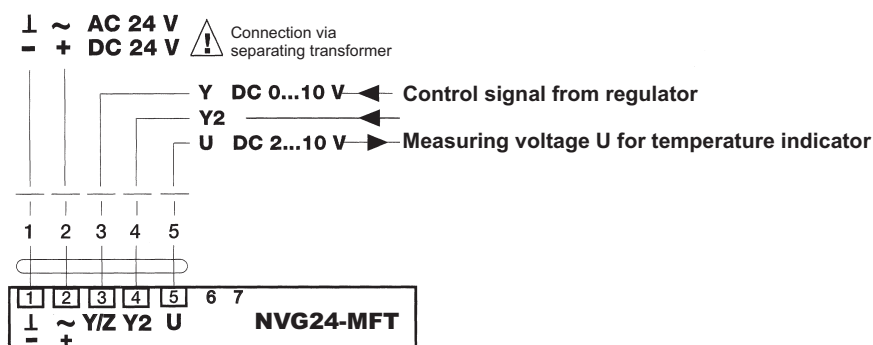 ⊥ ~ AC 24 V
– + DC 24 V
Connection via
separating transformer
Y DC 0...10 V Control signal from regulator
Y2
U DC 2...10 V Measuring voltage U for temperature indicator
1 2 3 4 5
1 2 3 4 5 6 7
⊥ ~ Y/Z Y2 U NVG24-MFT
– +